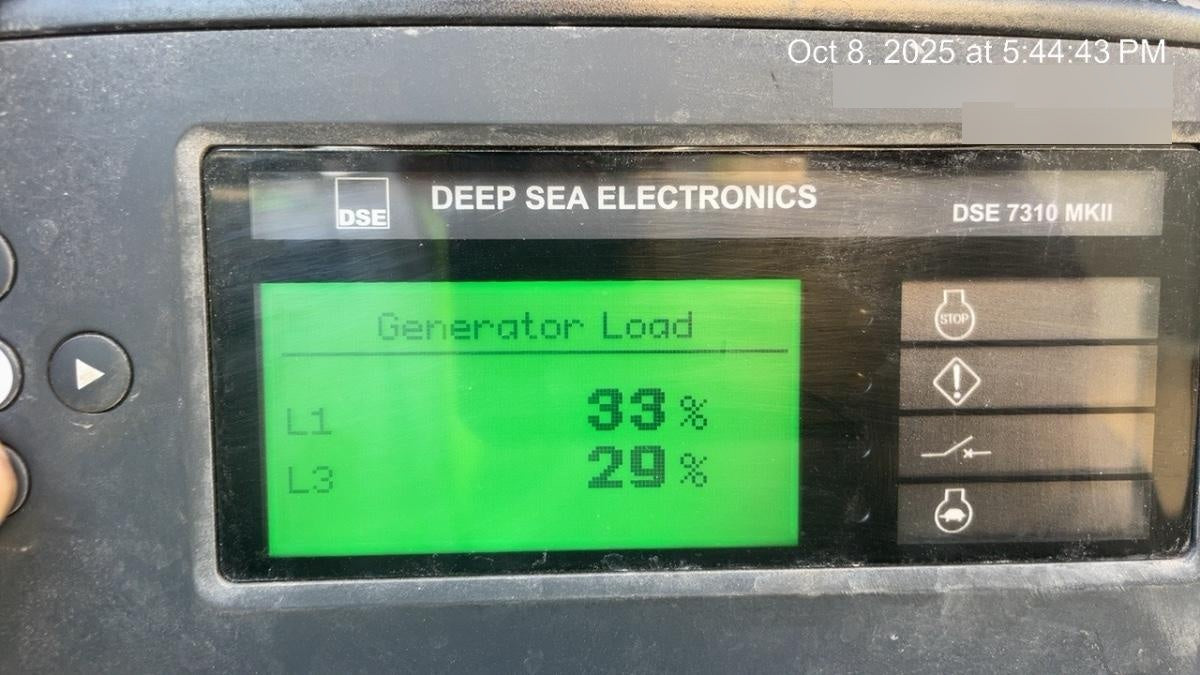 Oct 8, 2025 at 5:44:43 PM
DSE
DEEP SEA ELECTRONICS
DSE 7310 MKII
Generator Load
L1 33 %
L3 29 %
STOP